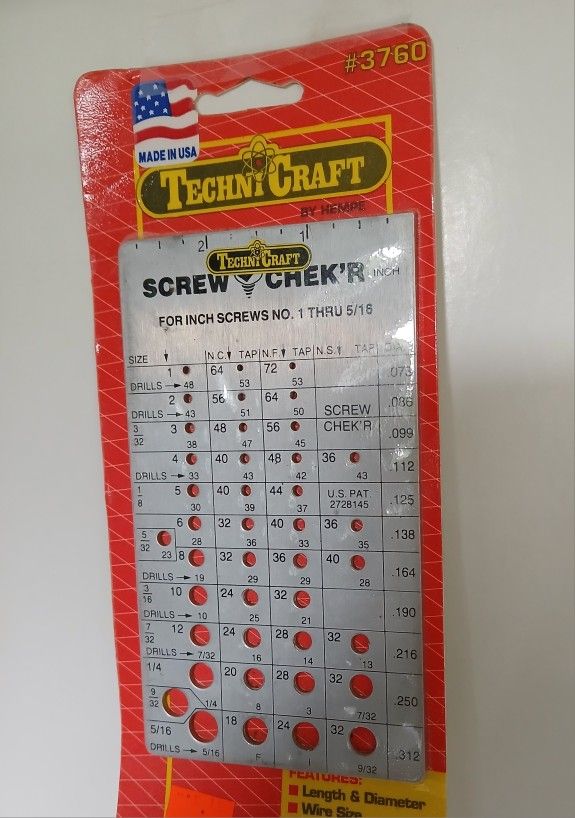 #3760
MADE IN USA
TECHNICRAFT
BY HEMPE
2 1
TECHNICRAFT
SCREW CHEK'R INCH
FOR INCH SCREWS NO. 1 THRU 5/16
SIZE N.C. TAP N.F. TAP N.S. TAP DIA.
1 64 72 .073
DRILLS → 48 53 53
2 56 64 .086
DRILLS → 43 51 50 SCREW
3/32 3 48 56 CHEK'R .099
38 47 45
4 40 48 36 .112
DRILLS → 33 43 42 43
1/8 5 40 44 U.S. PAT. 2728145 .125
30 39 37
6 32 40 36 .138
28 36 33 35
5/32 23
8 32 36 40 .164
DRILLS → 19 29 29 28
3/16 10 24 32 .190
DRILLS → 10 25 21
7/32 12 24 28 32 .216
DRILLS → 7/32 16 14 13
1/4 20 28 32 .250
9/32 1/4 8 3 7/32
5/16 18 24 32 .312
DRILLS → 5/16 F I 9/32
FEATURES:
■ Length & Diameter
■ Wire Size